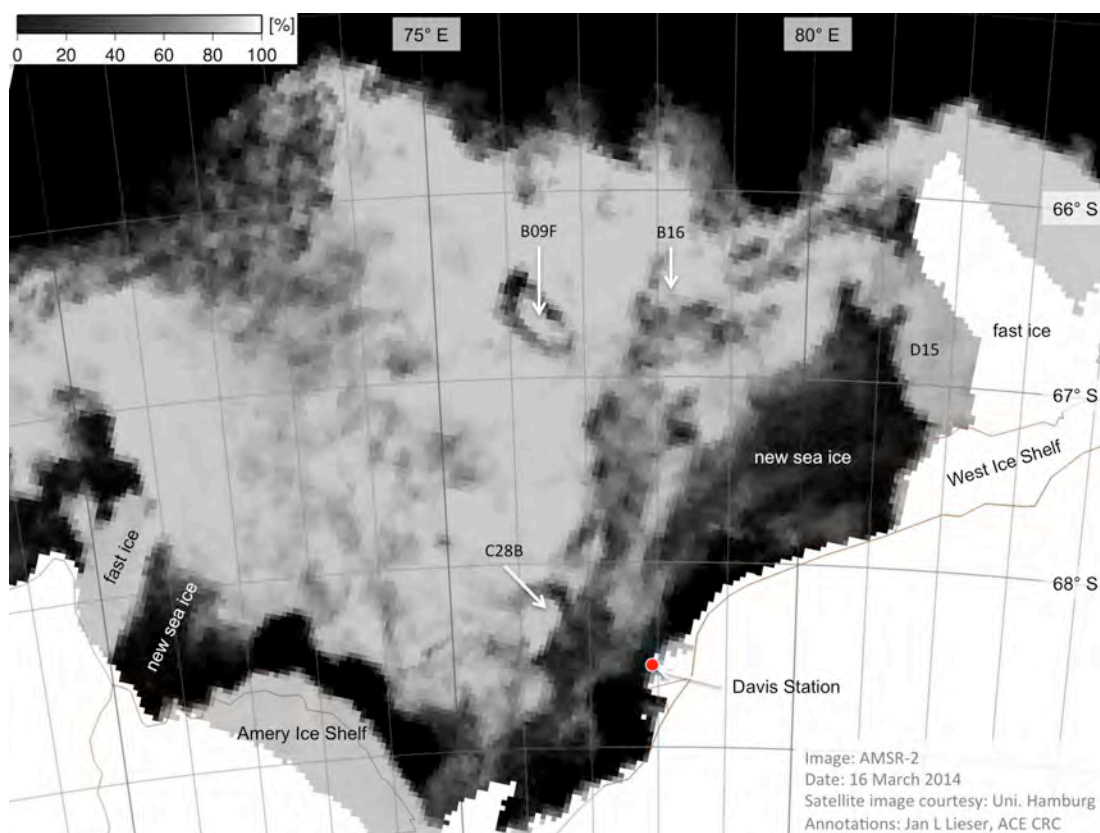 [%]
0 20 40 60 80 100
75° E
80° E
66° S
B09F
B16
fast ice
D15
67° S
West Ice Shelf
new sea ice
C28B
fast ice
68° S
new sea ice
Davis Station
Amery Ice Shelf
Image: AMSR-2
Date: 16 March 2014
Satellite image courtesy: Uni. Hamburg
Annotations: Jan L Lieser, ACE CRC